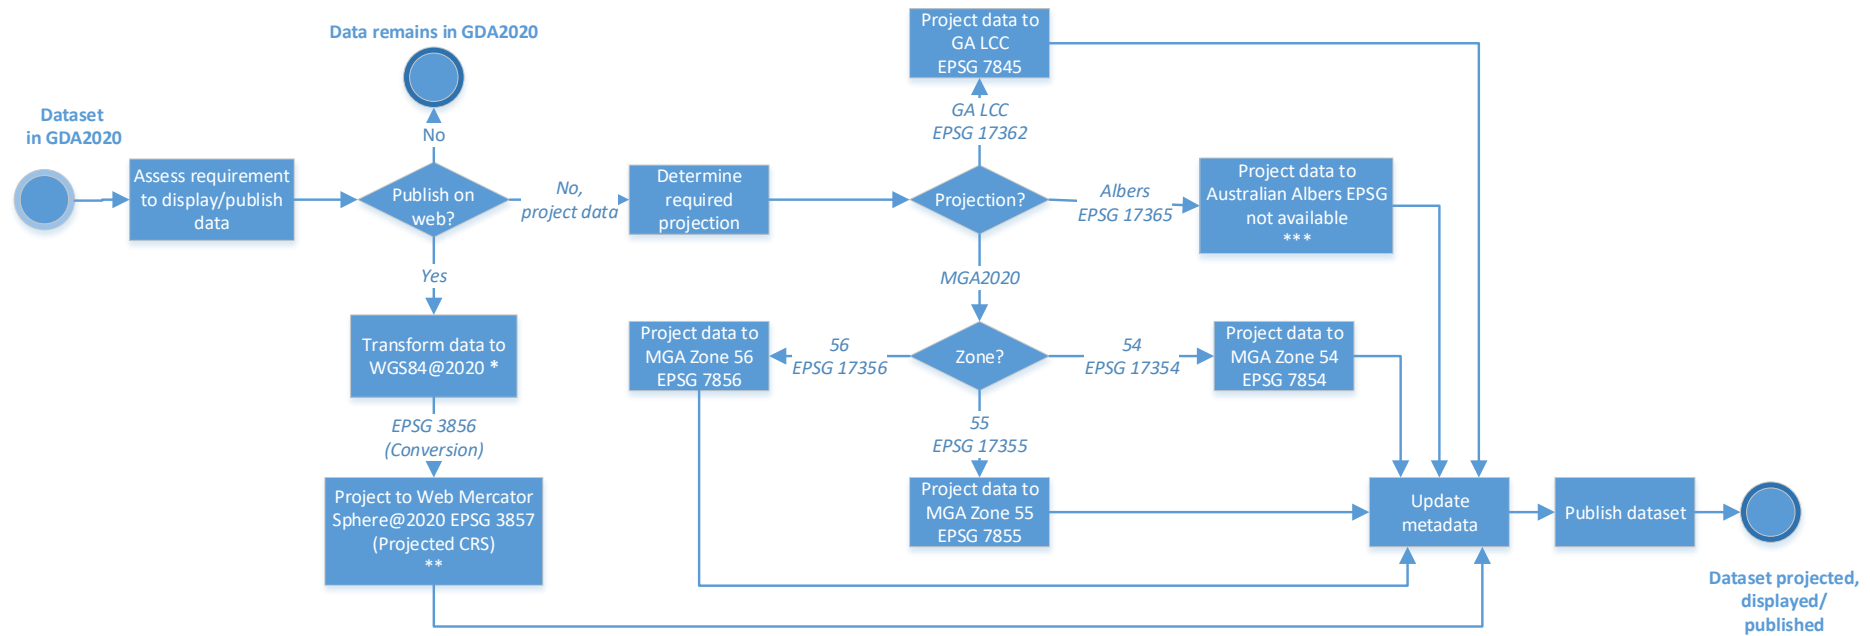 Data remains in GDA2020
Dataset
in GDA2020
Assess requirement
to display/publish
data
No
Publish on
web?
No,
project data
Yes
Transform data to
WGS84@2020 *
EPSG 3856
(Conversion)
Project to Web Mercator
Sphere@2020 EPSG 3857
(Projected CRS)
**
Determine
required
projection
Projection?
Project data to
GA LCC
EPSG 7845
GA LCC
EPSG 17362
Albers
EPSG 17365
Project data to
Australian Albers EPSG
not available
***
MGA2020
Zone?
56
EPSG 17356
Project data to
MGA Zone 56
EPSG 7856
54
EPSG 17354
Project data to
MGA Zone 54
EPSG 7854
55
EPSG 17355
Project data to
MGA Zone 55
EPSG 7855
Update
metadata
Publish dataset
Dataset projected,
displayed/
published